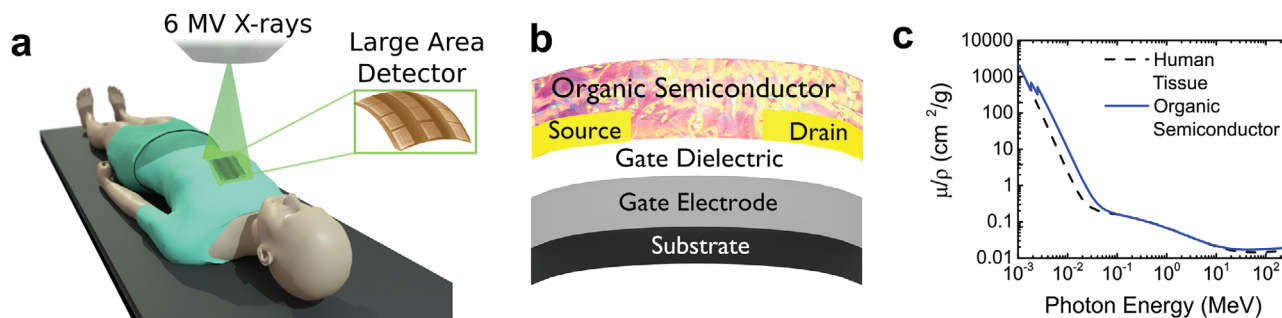 a
6 MV X-rays
Large Area
Detector
b
Organic Semiconductor
Source
Drain
Gate Dielectric
Gate Electrode
Substrate
c
μ/ρ (cm²/g)
10000
1000
100
10
1
0.1
0.01
10⁻³
10⁻²
10⁻¹
10⁰
10¹
10²
Photon Energy (MeV)
Human
Tissue
Organic
Semiconductor